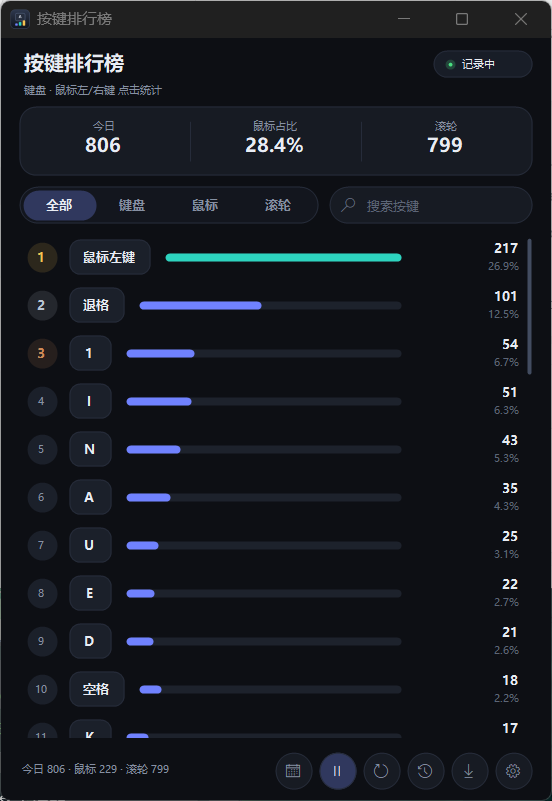 按键排行榜
按键排行榜
记录中
键盘 · 鼠标左/右键 点击统计
今日 鼠标占比 滚轮
806 28.4% 799
全部 键盘 鼠标 滚轮 搜索按键
1 鼠标左键 217
26.9%
2 退格 101
12.5%
3 1 54
6.7%
4 I 51
6.3%
5 N 43
5.3%
6 A 35
4.3%
7 U 25
3.1%
8 E 22
2.7%
9 D 21
2.6%
10 空格 18
2.2%
11 K 17
今日 806 · 鼠标 229 · 滚轮 799